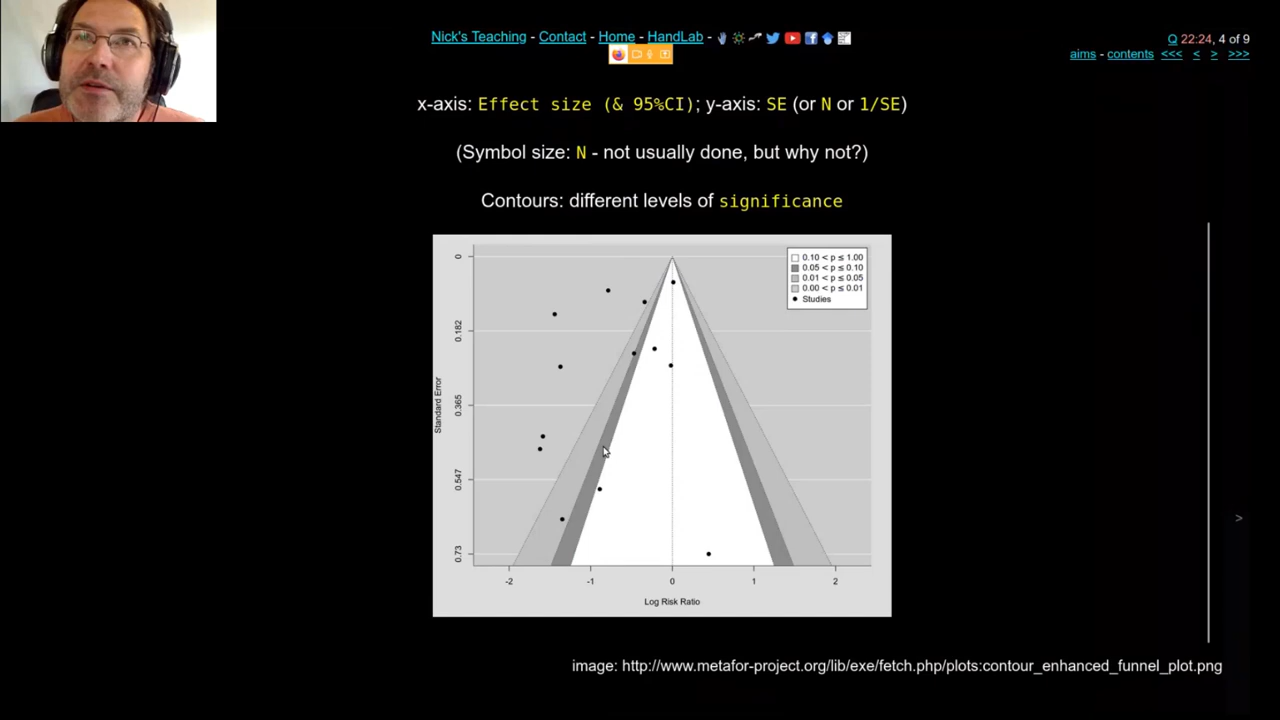 Nick's Teaching - Contact - Home - HandLab -
Q 22:24, 4 of 9
aims - contents <<< < > >>>
x-axis: Effect size (& 95%CI); y-axis: SE (or N or 1/SE)
(Symbol size: N - not usually done, but why not?)
Contours: different levels of significance
0.10 < p ≤ 1.00
0.05 < p ≤ 0.10
0.01 < p ≤ 0.05
0.00 < p ≤ 0.01
Studies
Standard Error
0
0.182
0.365
0.547
0.73
-2 -1 0 1 2
Log Risk Ratio
>
image: http://www.metafor-project.org/lib/exe/fetch.php/plots:contour_enhanced_funnel_plot.png